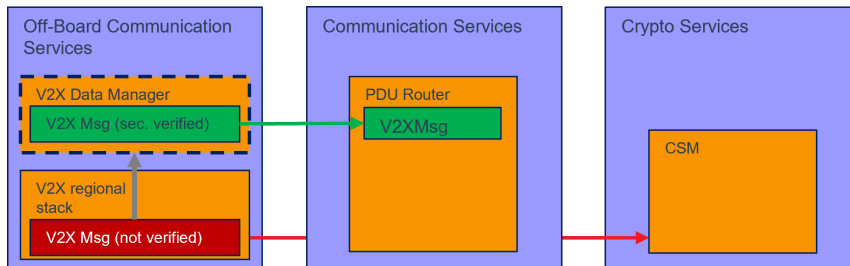 Off-Board Communication
Services
V2X Data Manager
V2X Msg (sec. verified)
V2X regional
stack
V2X Msg (not verified)
Communication Services
PDU Router
V2XMsg
Crypto Services
CSM